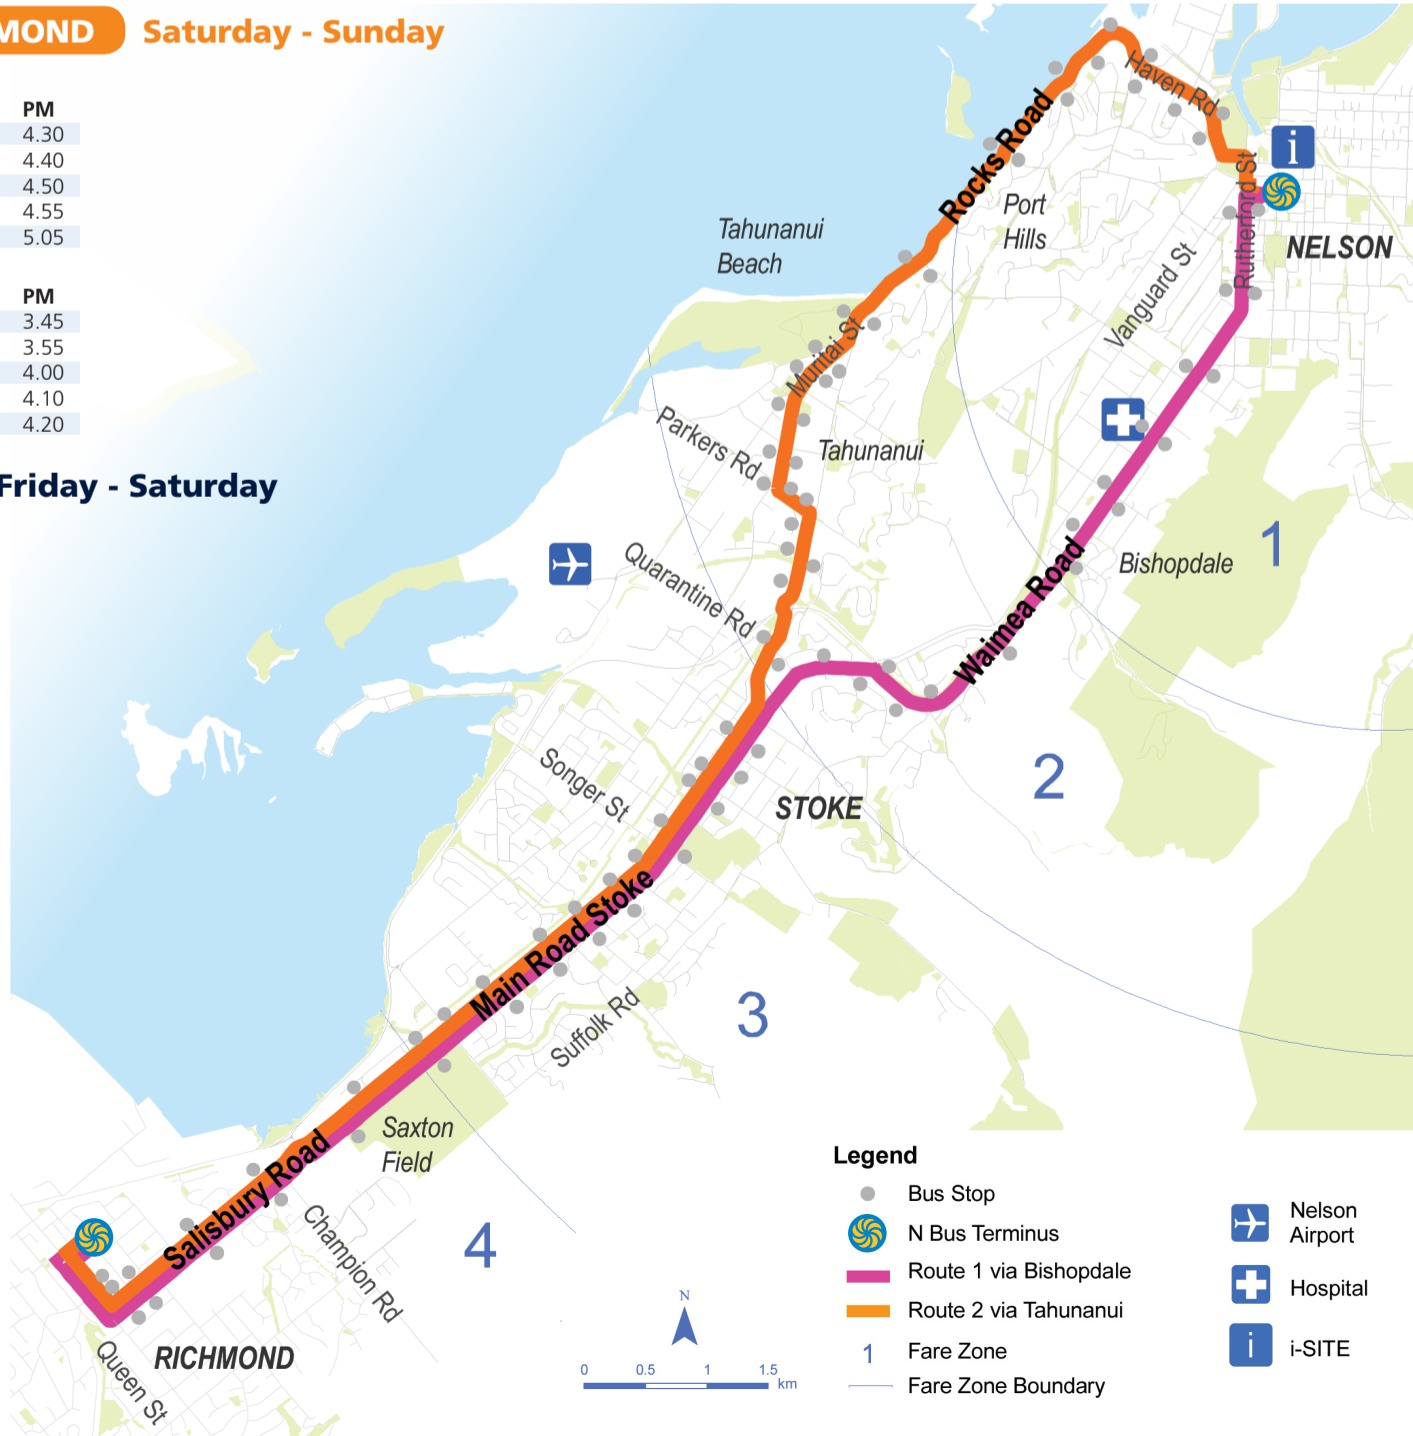 MOND
Saturday - Sunday
PM
4.30
4.40
4.50
4.55
5.05
PM
3.45
3.55
4.00
4.10
4.20
Friday - Saturday
Haven Rd
Rocks Road
i
Rutherford St
NELSON
Port
Hills
Tahunanui
Beach
Vanguard St
Muritai St
Parkers Rd
Tahunanui
Quarantine Rd
1
Bishopdale
Waimea Road
2
Songer St
STOKE
Main Road Stoke
3
Suffolk Rd
Saxton
Field
Salisbury Road
Champion Rd
4
RICHMOND
Queen St
N
0 0.5 1 1.5
km
Legend
Bus Stop
N Bus Terminus
Route 1 via Bishopdale
Route 2 via Tahunanui
1 Fare Zone
Fare Zone Boundary
Nelson
Airport
Hospital
i i-SITE